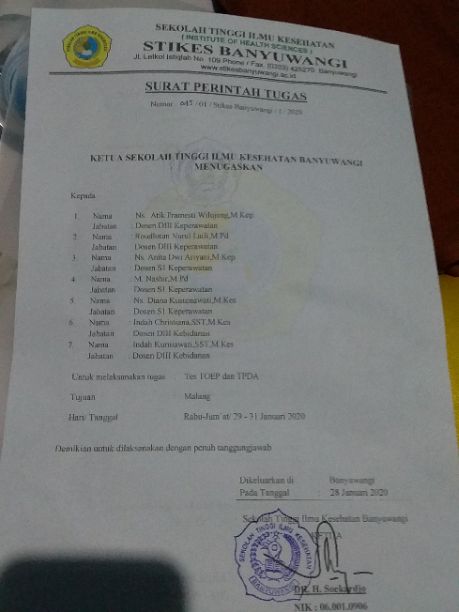 SEKOLAH TINGGI ILMU KESEHATAN
( INSTITUTE OF HEALTH SCIENCES )
STIKES BANYUWANGI
Jl. Letkol Istiqlah No. 109 Phone / Fax. (0333) 425270 Banyuwangi
www.stikesbanyuwangi.ac.id
SURAT PERINTAH TUGAS
Nomor : 045 / 01 / Stikes Banyuwangi / I / 2020
KETUA SEKOLAH TINGGI ILMU KESEHATAN BANYUWANGI
MENUGASKAN
Kepada
1. Nama : Ns. Atik Pramesti Wilujeng,M.Kep
Jabatan : Dosen DIII Keperawatan
2. Nama : Roudlotun Nurul Laili,M.Pd
Jabatan : Dosen DIII Keperawatan
3. Nama : Ns. Anita Dwi Ariyani,M.Kep
Jabatan : Dosen S1 Keperawatan
4. Nama : M. Nashir,M.Pd
Jabatan : Dosen S1 Keperawatan
5. Nama : Ns. Diana Kusumawati,M.Kes
Jabatan : Dosen S1 Keperawatan
6. Nama : Indah Christiana,SST,M.Kes
Jabatan : Dosen DIII Kebidanan
7. Nama : Indah Kurniawati,SST,M.Kes
Jabatan : Dosen DIII Kebidanan
Untuk melaksanakan tugas : Tes TOEP dan TPDA
Tujuan : Malang
Hari/ Tanggal : Rabu-Jum'at/ 29 - 31 Januari 2020
Demikian untuk dilaksanakan dengan penuh tanggungjawab
Dikeluarkan di : Banyuwangi
Pada Tanggal : 28 Januari 2020
Sekolah Tinggi Ilmu Kesehatan Banyuwangi
SEKOLAH TINGGI ILMU KESEHATAN
BANYUWANGI
DR. H. Soekardjo
NIK : 06.001.0906